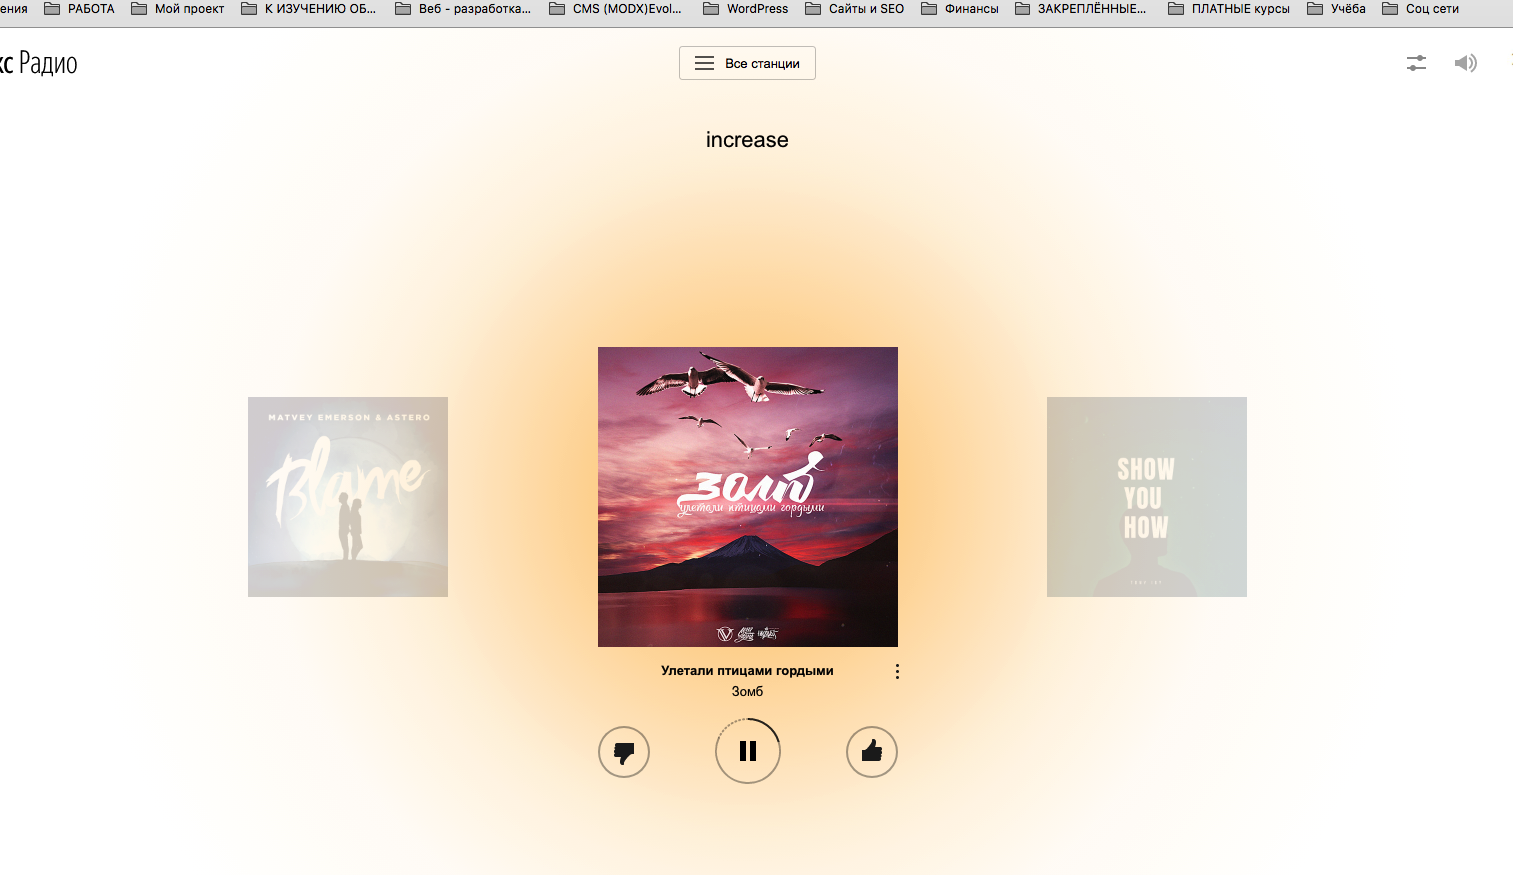 ения РАБОТА Мой проект К ИЗУЧЕНИЮ ОБ... Веб - разработка... CMS (MODX)Evol... WordPress Сайты и SEO Финансы ЗАКРЕПЛЁННЫЕ... ПЛАТНЫЕ курсы Учёба Соц сети
кс Радио
Все станции
increase
MATVEY EMERSON & ASTERO
Blame
зомб
улетали птицами гордыми
SHOW
YOU
HOW
Улетали птицами гордыми
Зомб